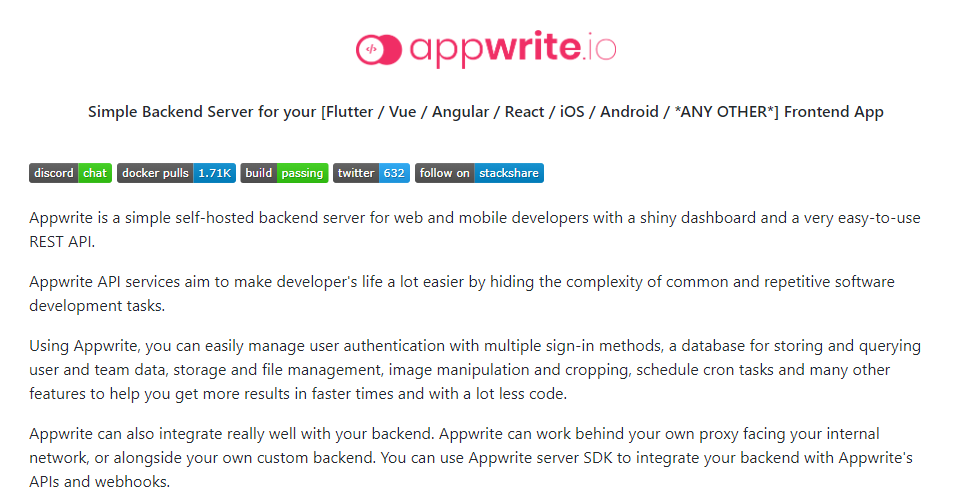 appwrite.io
Simple Backend Server for your [Flutter / Vue / Angular / React / iOS / Android / *ANY OTHER*] Frontend App
discord chat docker pulls 1.71K build passing twitter 632 follow on stackshare
Appwrite is a simple self-hosted backend server for web and mobile developers with a shiny dashboard and a very easy-to-use
REST API.
Appwrite API services aim to make developer's life a lot easier by hiding the complexity of common and repetitive software
development tasks.
Using Appwrite, you can easily manage user authentication with multiple sign-in methods, a database for storing and querying
user and team data, storage and file management, image manipulation and cropping, schedule cron tasks and many other
features to help you get more results in faster times and with a lot less code.
Appwrite can also integrate really well with your backend. Appwrite can work behind your own proxy facing your internal
network, or alongside your own custom backend. You can use Appwrite server SDK to integrate your backend with Appwrite's
APIs and webhooks.